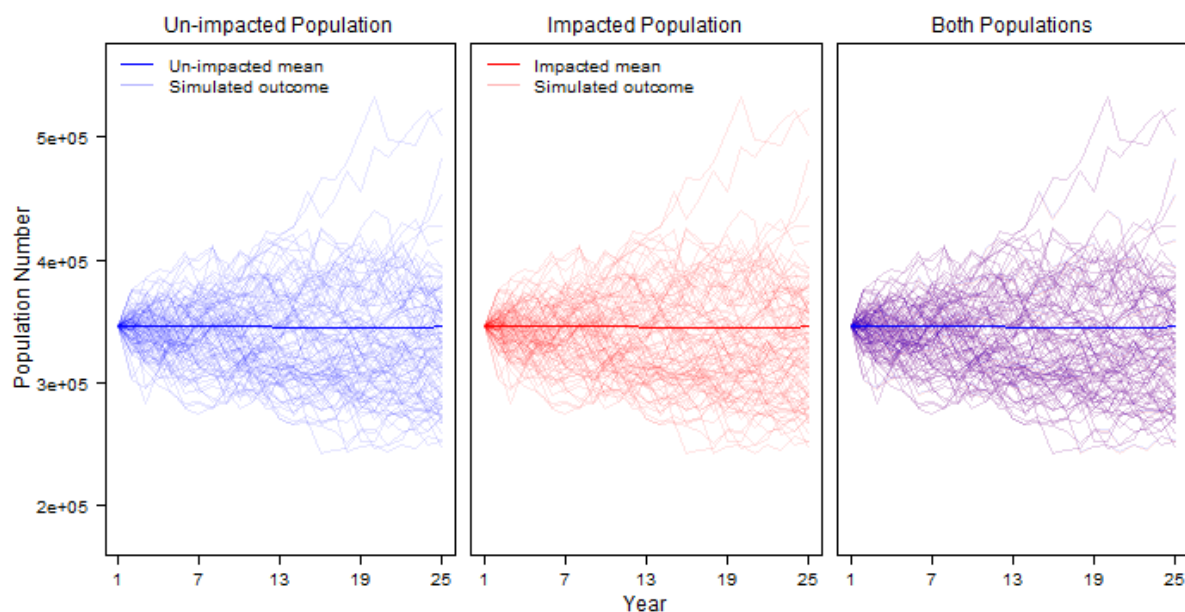 Un-impacted Population
Impacted Population
Both Populations
Un-impacted mean
Simulated outcome
Impacted mean
Simulated outcome
Population Number
5e+05
4e+05
3e+05
2e+05
1 7 13 19 25
1 7 13 19 25
1 7 13 19 25
Year